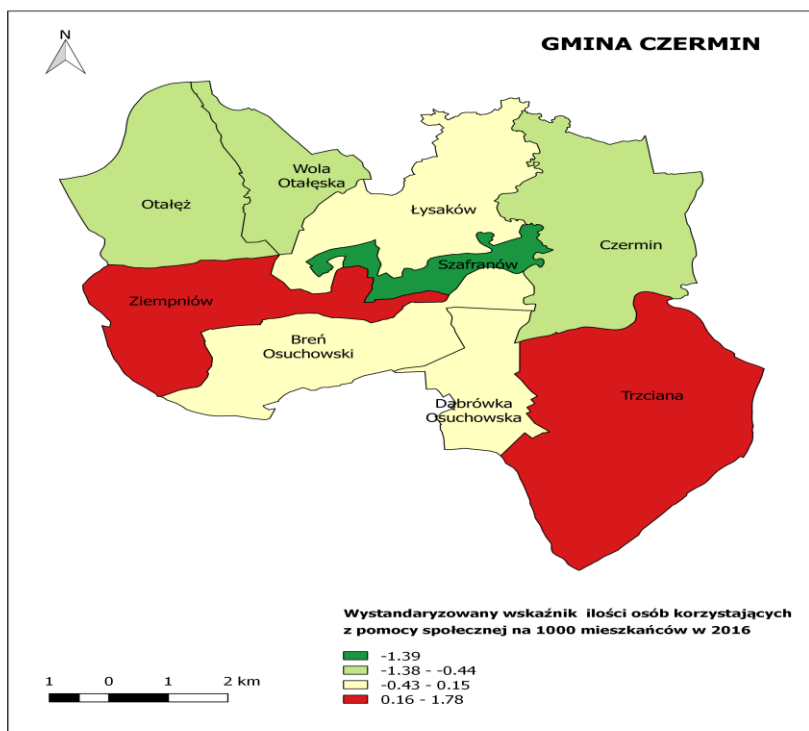 N
GMINA CZERMIN
Wola
Otałęska
Otałęż
Łysaków
Czermin
Szafranów
Ziempniów
Breń
Osuchowski
Dąbrówka
Osuchowska
Trzciana
Wystandaryzowany wskaźnik ilości osób korzystających
z pomocy społecznej na 1000 mieszkańców w 2016
-1.39
-1.38 - -0.44
-0.43 - 0.15
0.16 - 1.78
1 0 1 2 km